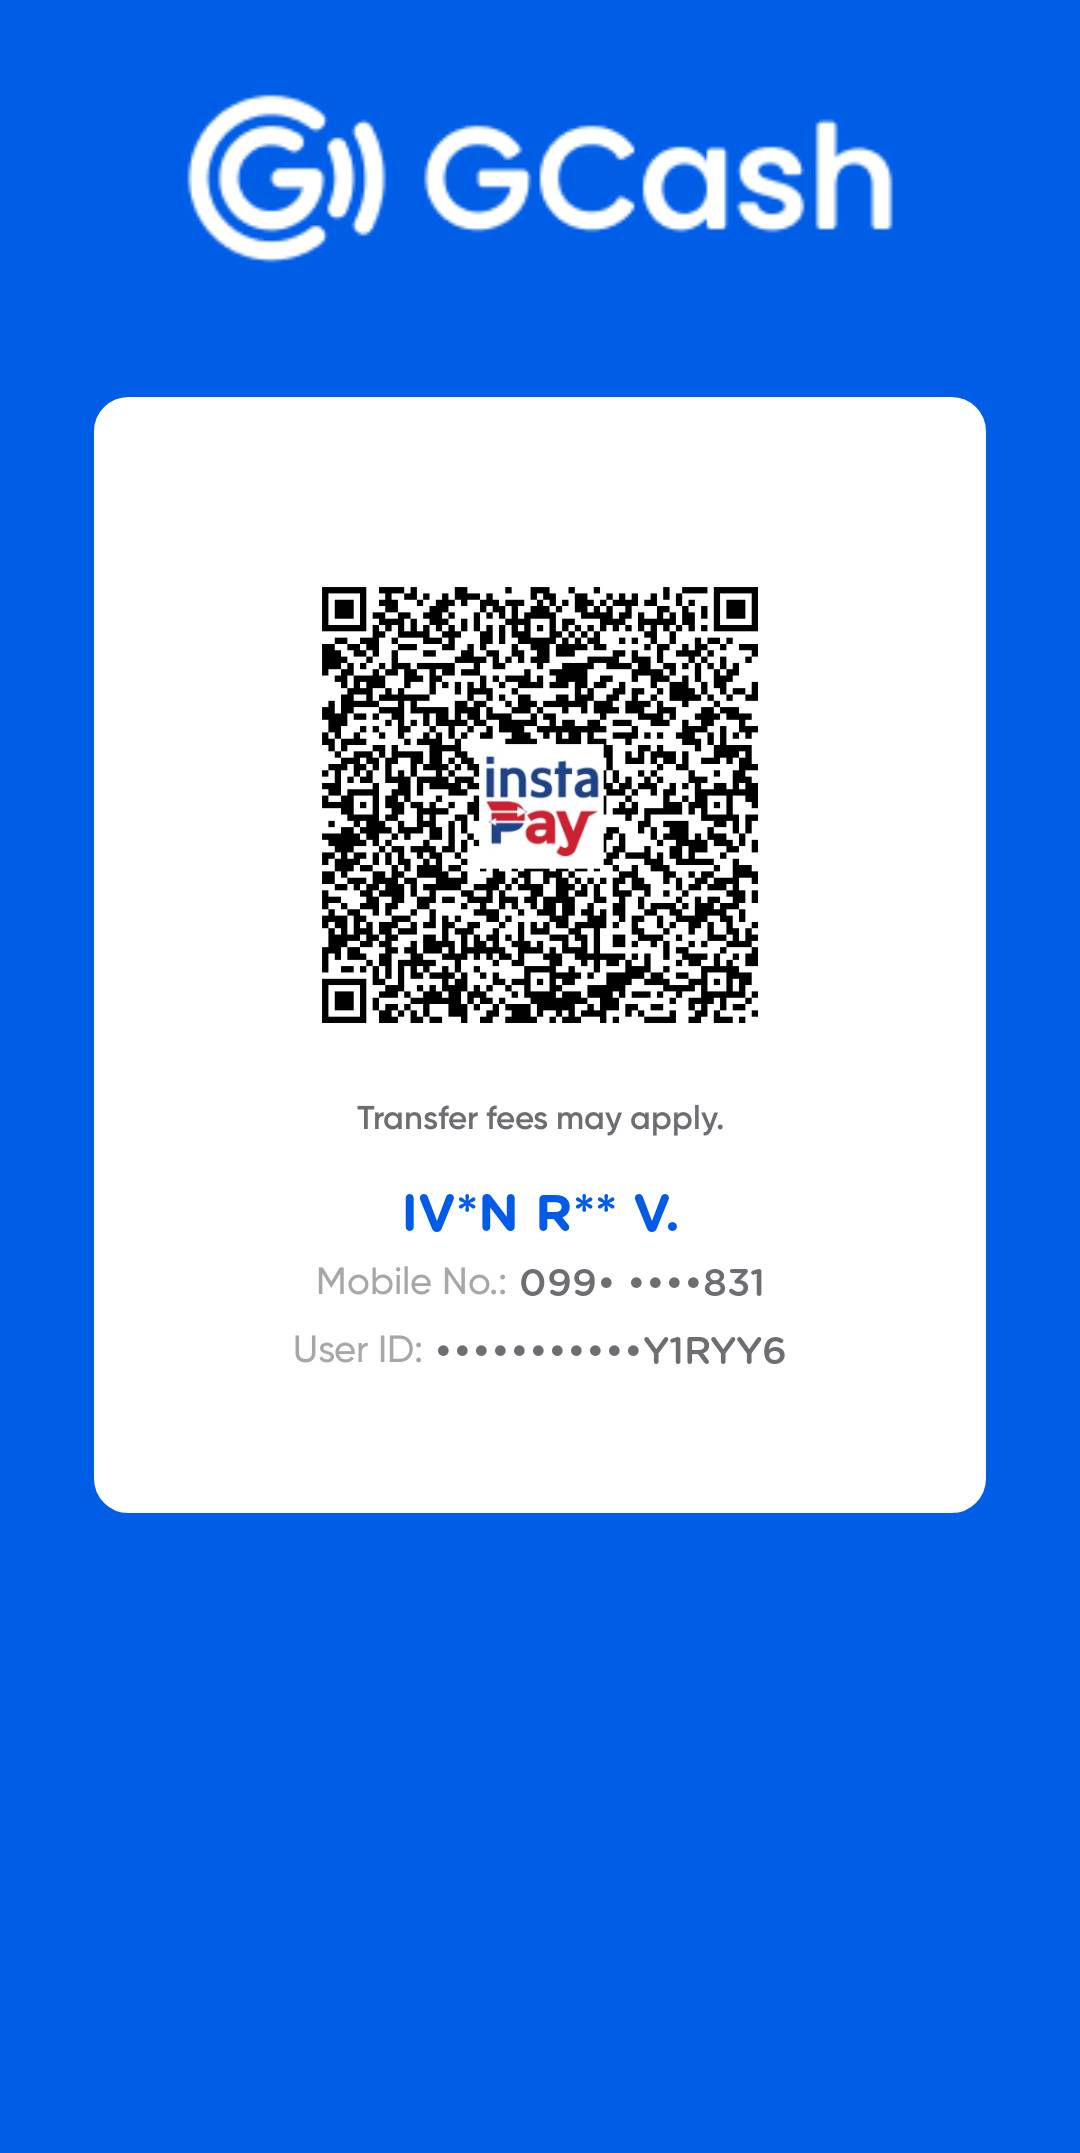 GCash
insta
Pay
Transfer fees may apply.
IV*N R** V.
Mobile No.: 099• ••••831
User ID: •••••••••••Y1RYY6